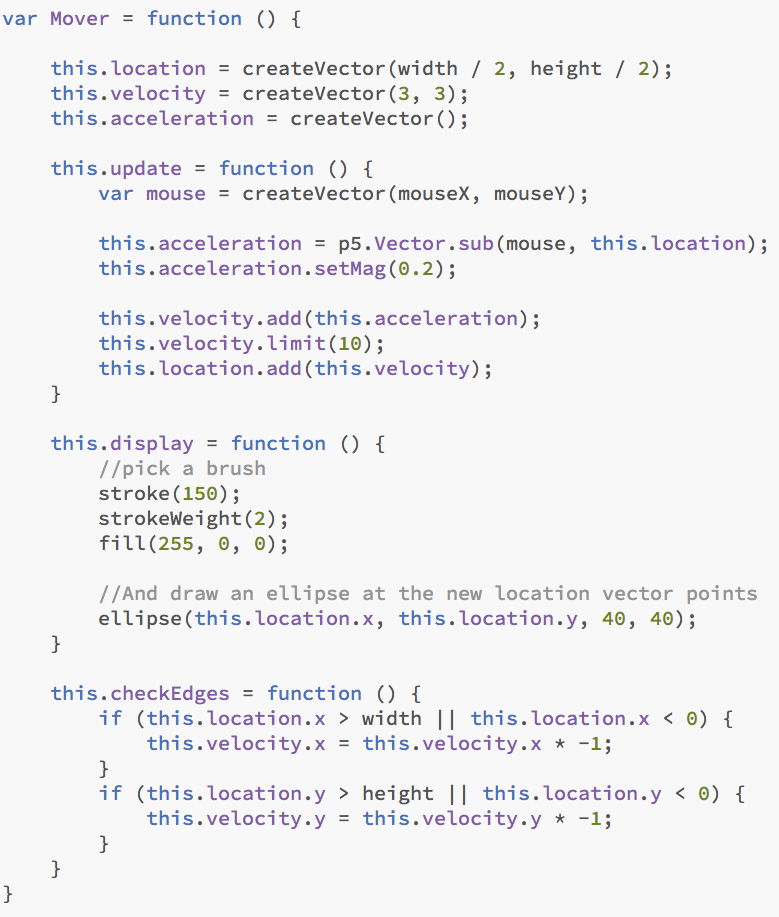 var Mover = function () {

    this.location = createVector(width / 2, height / 2);
    this.velocity = createVector(3, 3);
    this.acceleration = createVector();

    this.update = function () {
        var mouse = createVector(mouseX, mouseY);

        this.acceleration = p5.Vector.sub(mouse, this.location);
        this.acceleration.setMag(0.2);

        this.velocity.add(this.acceleration);
        this.velocity.limit(10);
        this.location.add(this.velocity);
    }

    this.display = function () {
        //pick a brush
        stroke(150);
        strokeWeight(2);
        fill(255, 0, 0);

        //And draw an ellipse at the new location vector points
        ellipse(this.location.x, this.location.y, 40, 40);
    }

    this.checkEdges = function () {
        if (this.location.x > width || this.location.x < 0) {
            this.velocity.x = this.velocity.x * -1;
        }
        if (this.location.y > height || this.location.y < 0) {
            this.velocity.y = this.velocity.y * -1;
        }
    }
}